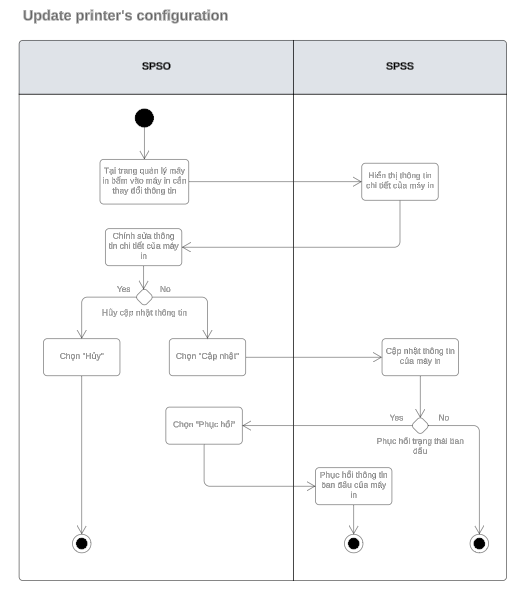 Update printer's configuration
SPSO
SPSS
Tại trang quản lý máy
in bấm vào máy in cần
thay đổi thông tin
Hiển thị thông tin
chi tiết của máy in
Chỉnh sửa thông
tin chi tiết của máy
in
Yes
No
Hủy cập nhật thông tin
Chọn "Hủy"
Chọn "Cập nhật"
Cập nhật thông tin
của máy in
Yes
No
Chọn "Phục hồi"
Phục hồi trạng thái ban
đầu
Phục hồi thông tin
ban đầu của máy
in